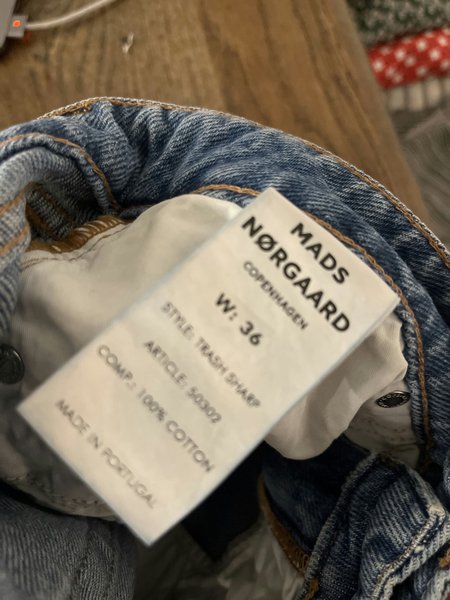 MADS
NØRGAARD
COPENHAGEN
W: 36
STYLE: TRASH SHARP
ARTICLE: 50302
COMP.: 100% COTTON
MADE IN PORTUGAL